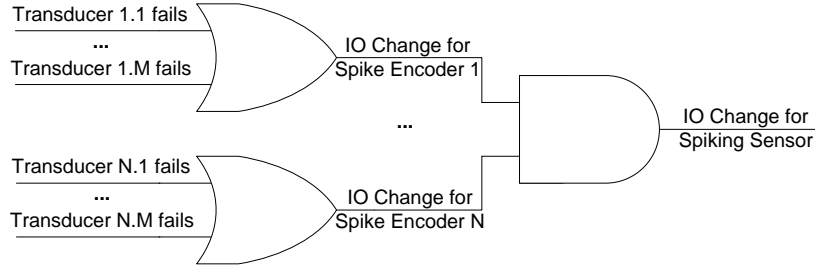 Transducer 1.1 fails
...
Transducer 1.M fails
IO Change for
Spike Encoder 1
...
Transducer N.1 fails
...
Transducer N.M fails
IO Change for
Spike Encoder N
IO Change for
Spiking Sensor